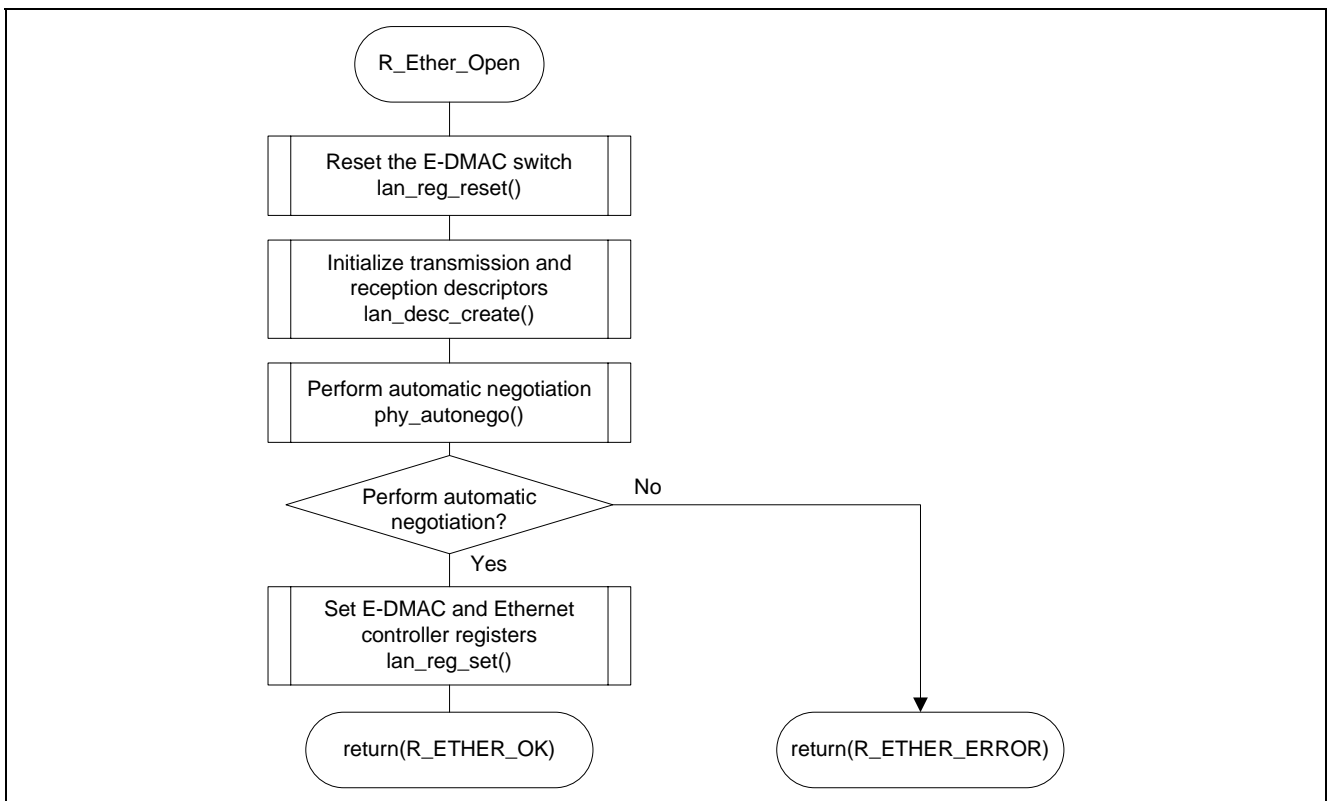 R_Ether_Open
Reset the E-DMAC switch
lan_reg_reset()
Initialize transmission and
reception descriptors
lan_desc_create()
Perform automatic negotiation
phy_autonego()
Perform automatic
negotiation?
No
Yes
Set E-DMAC and Ethernet
controller registers
lan_reg_set()
return(R_ETHER_OK)
return(R_ETHER_ERROR)